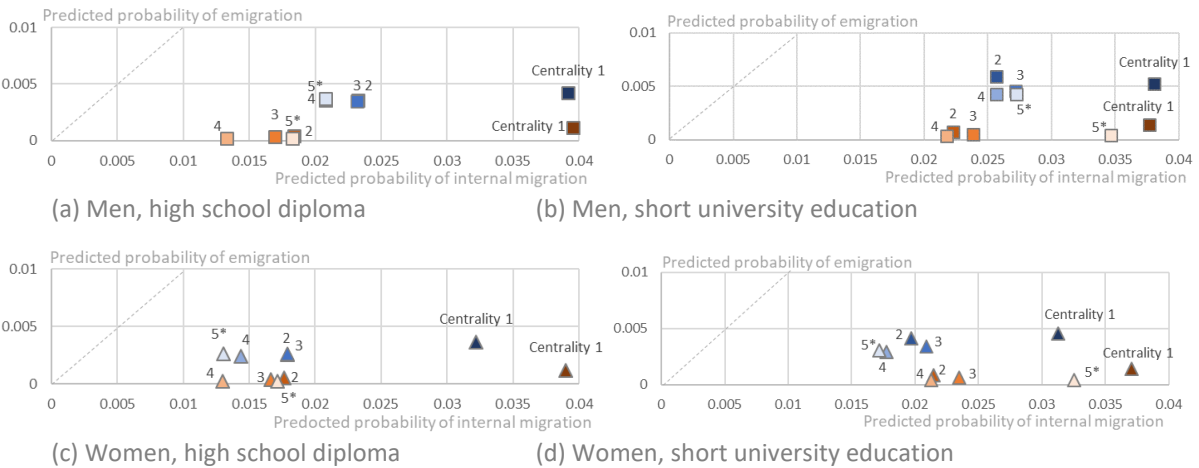 Predicted probability of emigration
0.01
0.005
0
0 0.005 0.01 0.015 0.02 0.025 0.03 0.035 0.04
5*
4
3 2
Centrality 1
4
3
5*
2
Centrality 1
Predicted probability of internal migration
(a) Men, high school diploma
Predicted probability of emigration
0.01
0.005
0
0 0.005 0.01 0.015 0.02 0.025 0.03 0.035 0.04
2
3
4
5*
Centrality 1
4
2
3
5*
Centrality 1
Predicted probability of internal migration
(b) Men, short university education
Predicted probability of emigration
0.01
0.005
0
0 0.005 0.01 0.015 0.02 0.025 0.03 0.035 0.04
5*
4
2
3
Centrality 1
4
3
2
5*
Centrality 1
Predocted probability of internal migration
(c) Women, high school diploma
Predicted probability of emigration
0.01
0.005
0
0 0.005 0.01 0.015 0.02 0.025 0.03 0.035 0.04
5*
4
2
3
Centrality 1
4
2
3
5*
Centrality 1
Predicted probability of internal migration
(d) Women, short university education